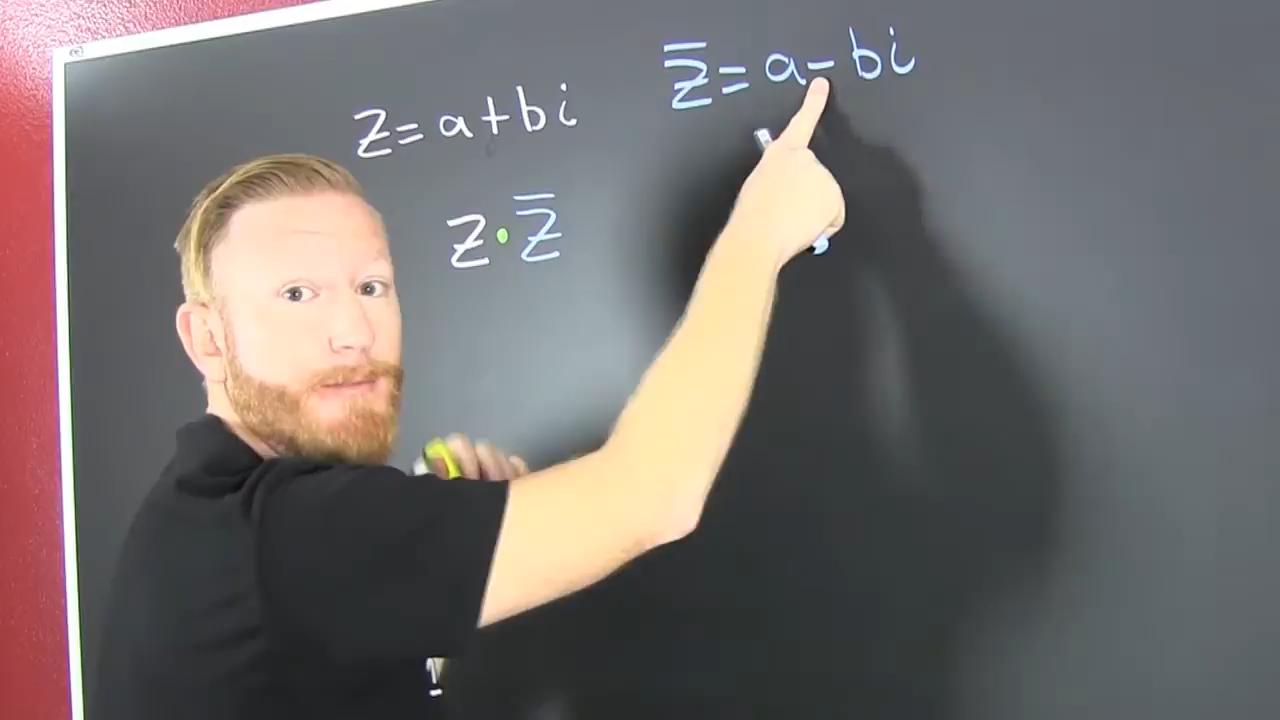 z = a + bi
z̅ = a - bi
z · z̅